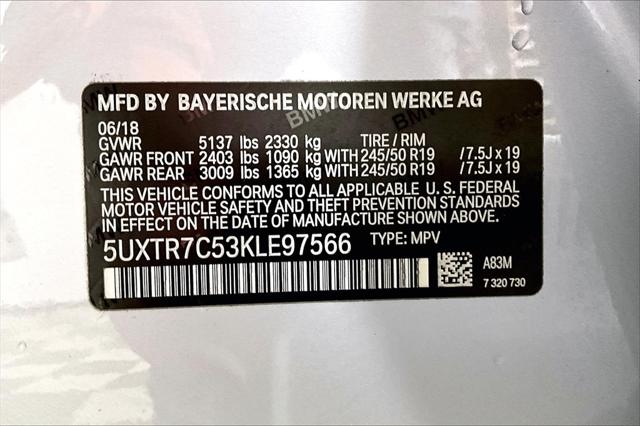 MFD BY BAYERISCHE MOTOREN WERKE AG
06/18
GVWR 5137 lbs 2330 kg TIRE / RIM
GAWR FRONT 2403 lbs 1090 kg WITH 245/50 R19 /7.5J x 19
GAWR REAR 3009 lbs 1365 kg WITH 245/50 R19 /7.5J x 19
THIS VEHICLE CONFORMS TO ALL APPLICABLE U. S. FEDERAL
MOTOR VEHICLE SAFETY AND THEFT PREVENTION STANDARDS
IN EFFECT ON THE DATE OF MANUFACTURE SHOWN ABOVE.
5UXTR7C53KLE97566 TYPE: MPV
A83M
7 320 730